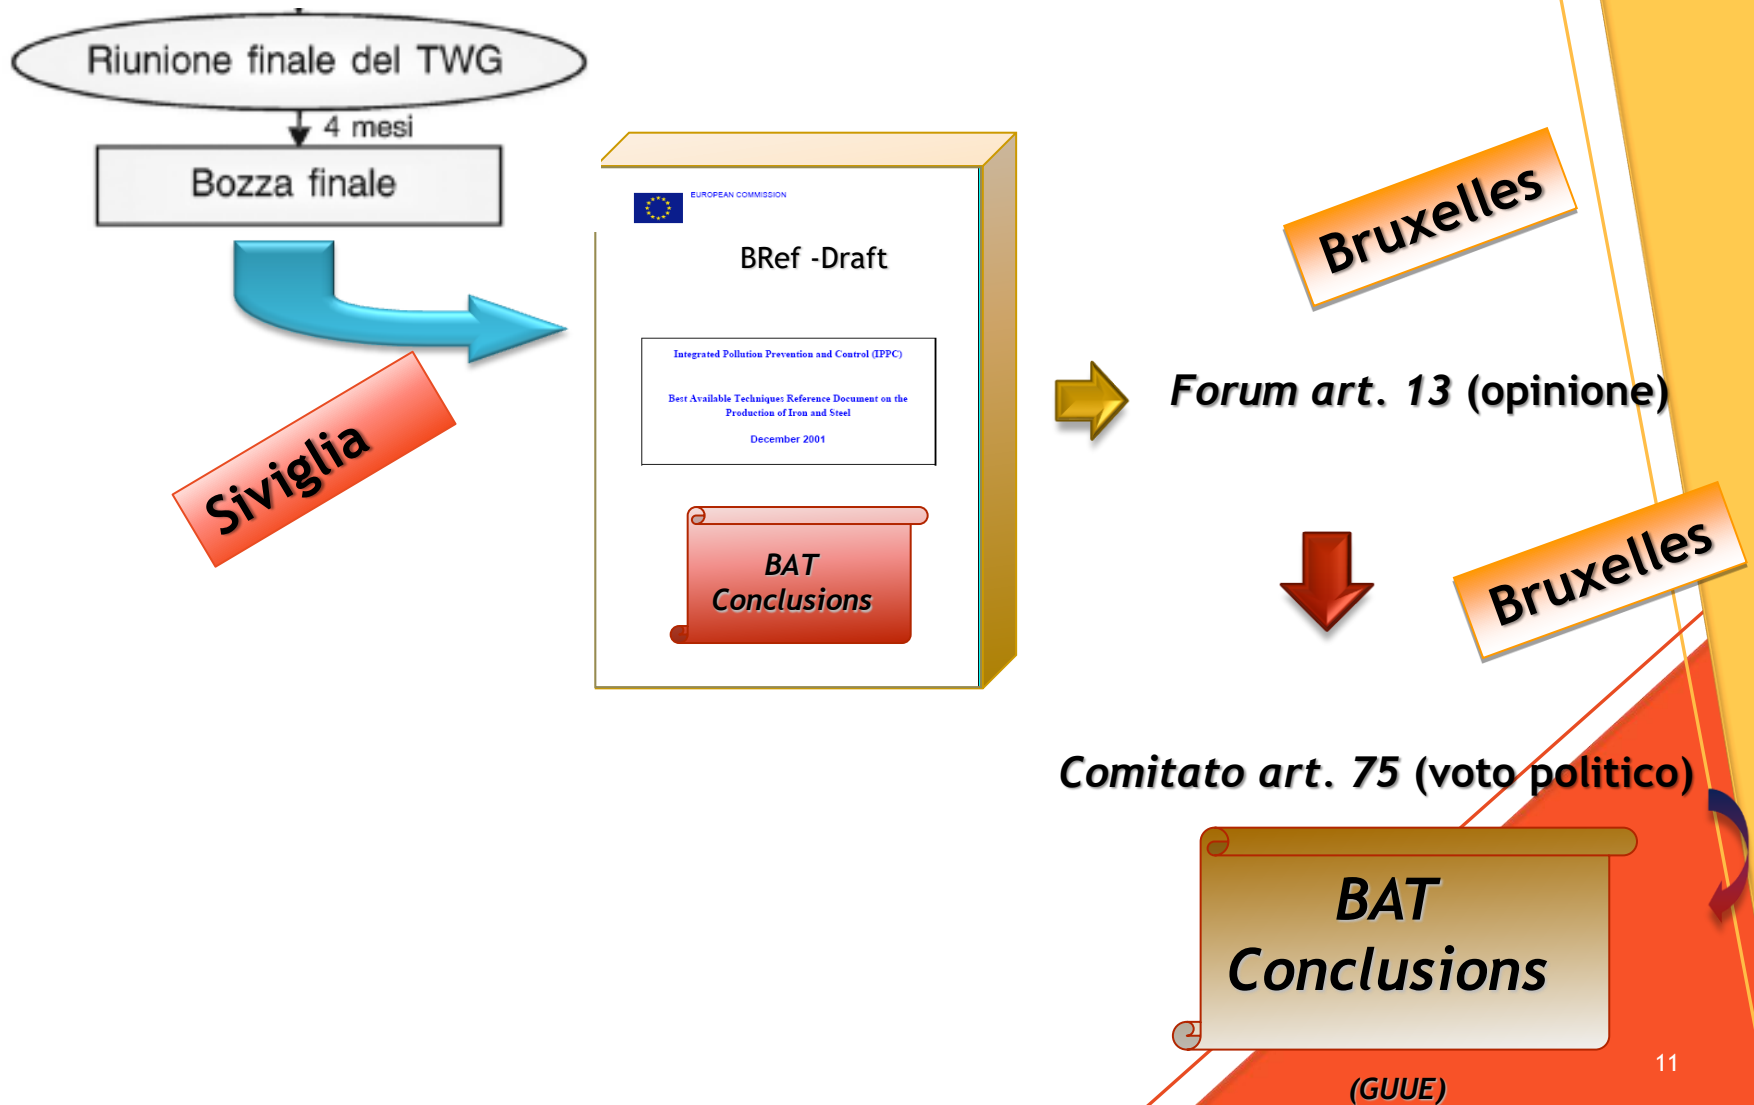 Riunione finale del TWG
4 mesi
Bozza finale
Siviglia
EUROPEAN COMMISSION
BRef -Draft
Integrated Pollution Prevention and Control (IPPC)
Best Available Techniques Reference Document on the
Production of Iron and Steel
December 2001
BAT
Conclusions
Bruxelles
Forum art. 13 (opinione)
Bruxelles
Comitato art. 75 (voto politico)
BAT
Conclusions
(GUUE)
11